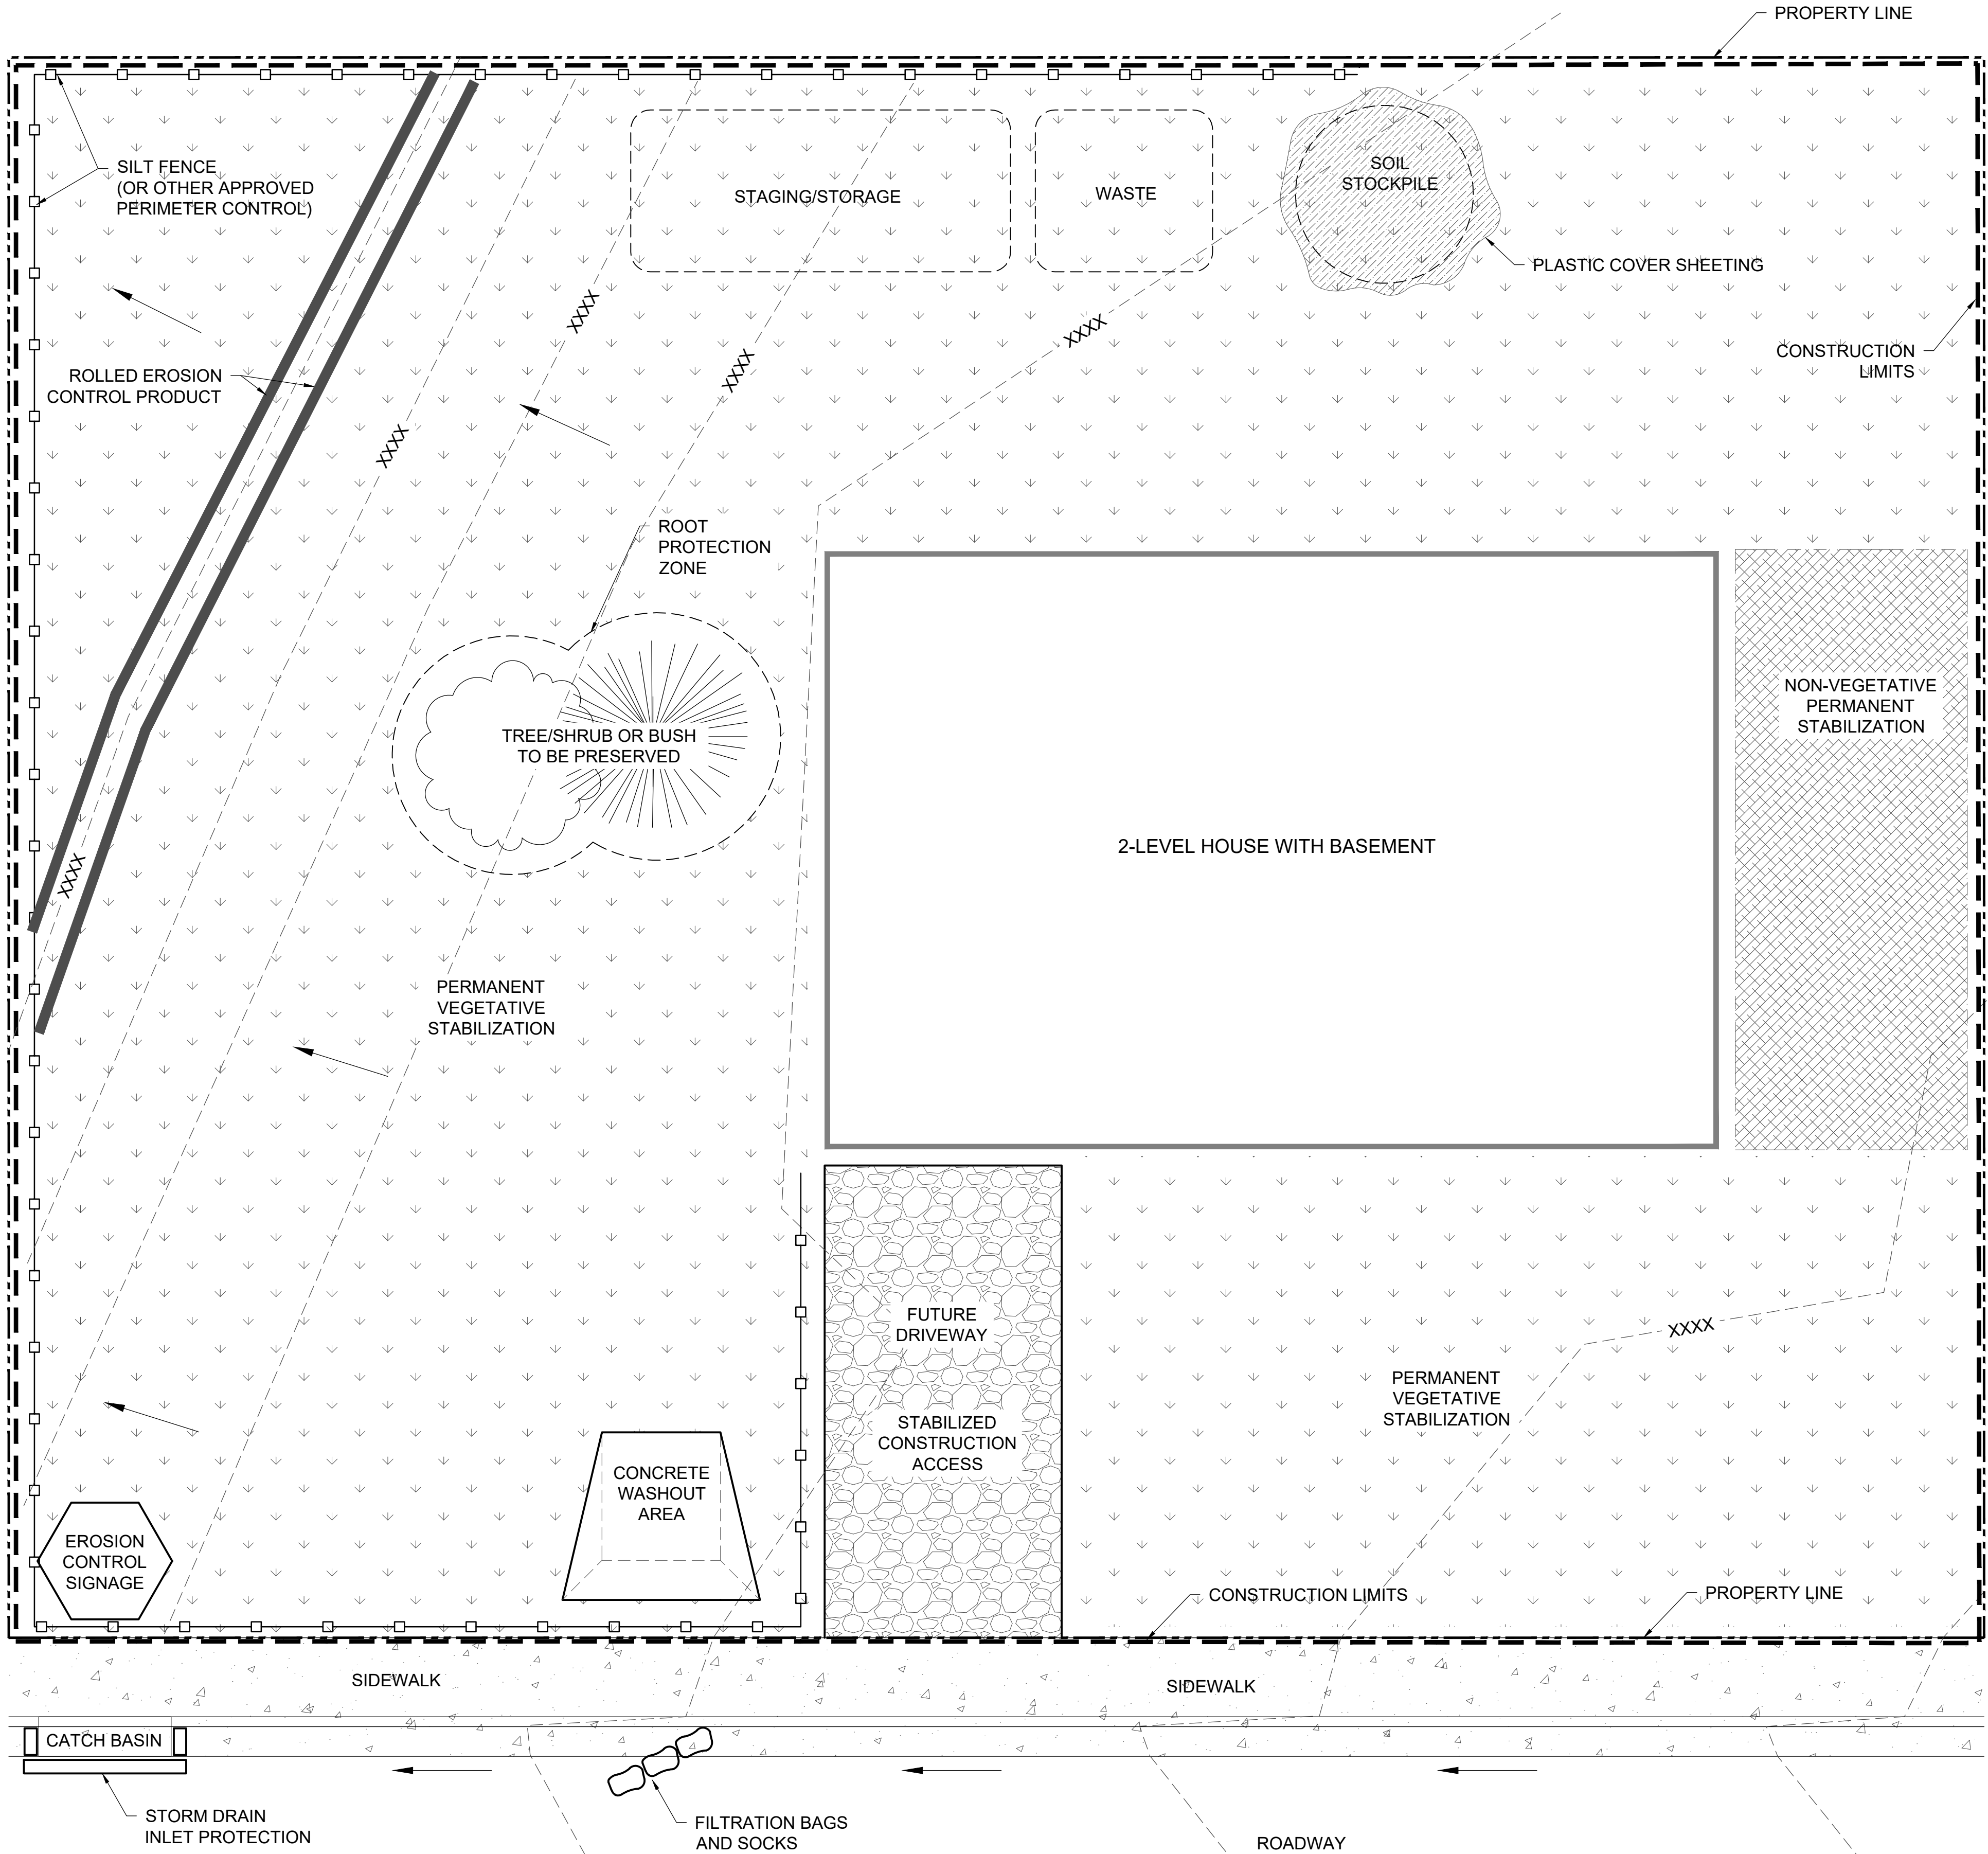 PROPERTY LINE
SILT FENCE
(OR OTHER APPROVED
PERIMETER CONTROL)
STAGING/STORAGE
WASTE
SOIL
STOCKPILE
PLASTIC COVER SHEETING
XXXX
XXXX
XXXX
CONSTRUCTION
LIMITS
ROLLED EROSION
CONTROL PRODUCT
XXXX
ROOT
PROTECTION
ZONE
NON-VEGETATIVE
PERMANENT
STABILIZATION
TREE/SHRUB OR BUSH
TO BE PRESERVED
2-LEVEL HOUSE WITH BASEMENT
XXXX
PERMANENT
VEGETATIVE
STABILIZATION
FUTURE
DRIVEWAY
XXXX
PERMANENT
VEGETATIVE
STABILIZATION
STABILIZED
CONSTRUCTION
ACCESS
CONCRETE
WASHOUT
AREA
EROSION
CONTROL
SIGNAGE
CONSTRUCTION LIMITS
PROPERTY LINE
SIDEWALK
SIDEWALK
CATCH BASIN
STORM DRAIN
INLET PROTECTION
FILTRATION BAGS
AND SOCKS
ROADWAY